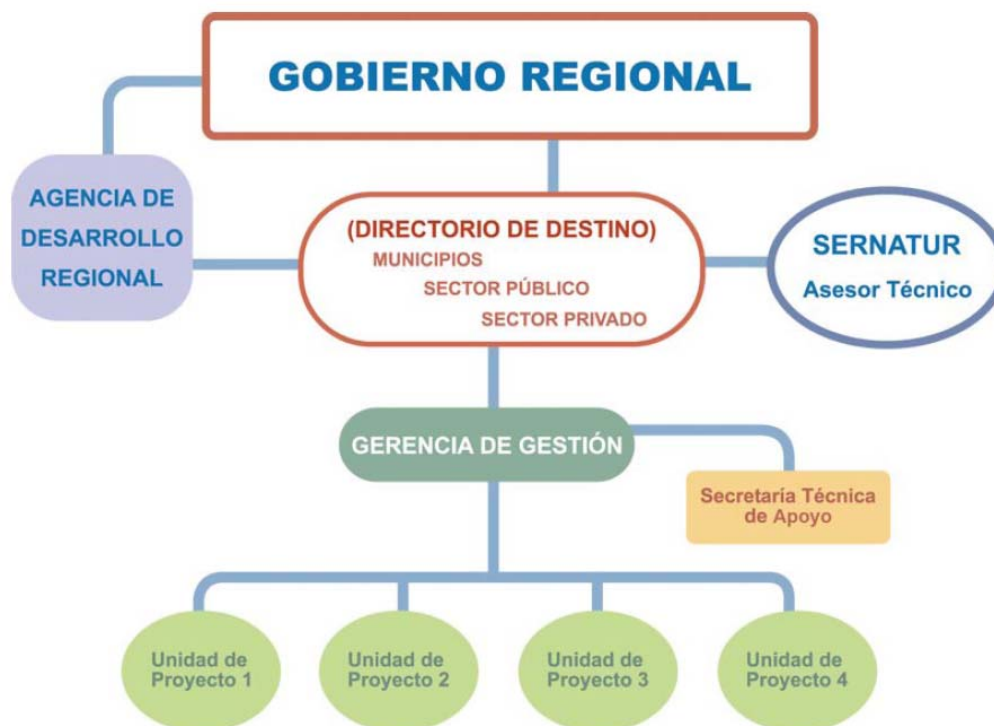 GOBIERNO REGIONAL
AGENCIA DE
DESARROLLO
REGIONAL
(DIRECTORIO DE DESTINO)
MUNICIPIOS
SECTOR PÚBLICO
SECTOR PRIVADO
SERNATUR
Asesor Técnico
GERENCIA DE GESTIÓN
Secretaría Técnica
de Apoyo
Unidad de
Proyecto 1
Unidad de
Proyecto 2
Unidad de
Proyecto 3
Unidad de
Proyecto 4